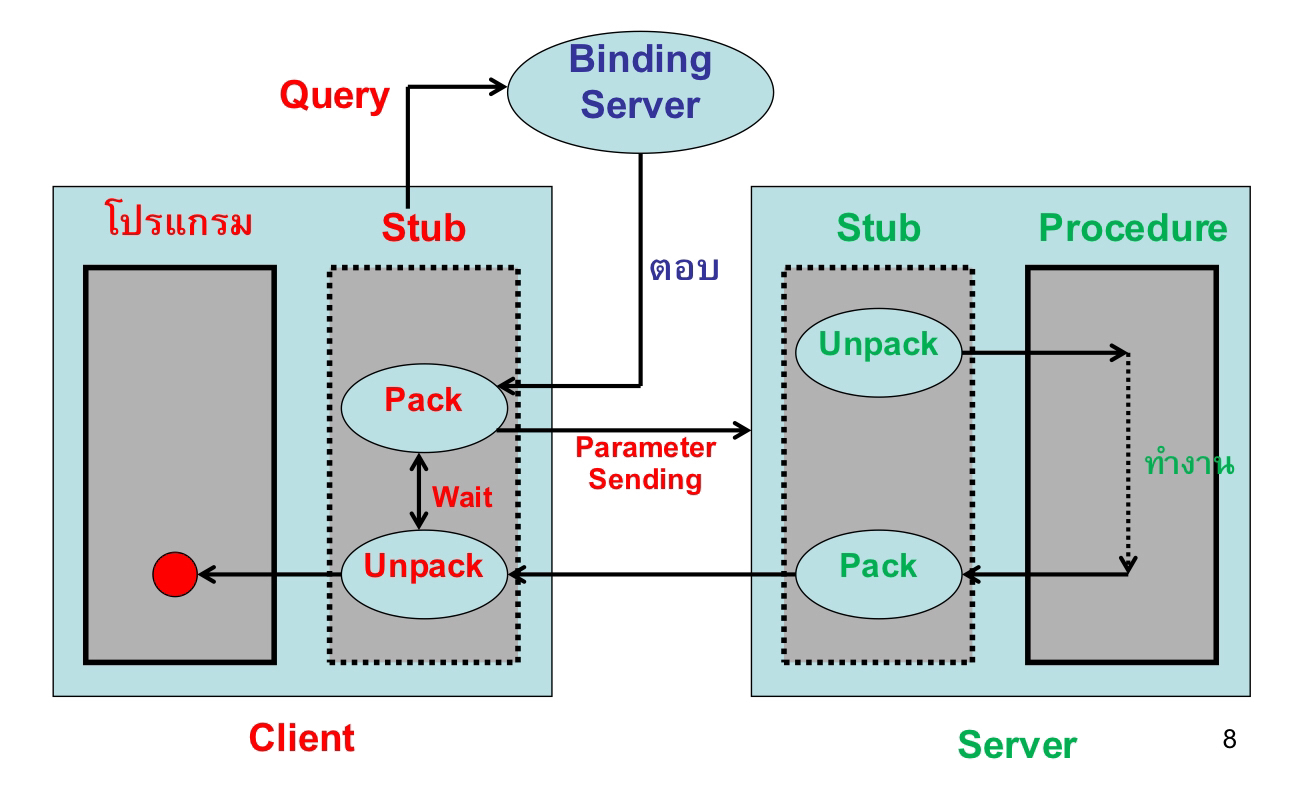 Binding
Server
Query
โปรแกรม
Stub
ตอบ
Stub
Procedure
Unpack
Pack
Parameter
Sending
ทำงาน
Wait
Unpack
Pack
Client
Server
8